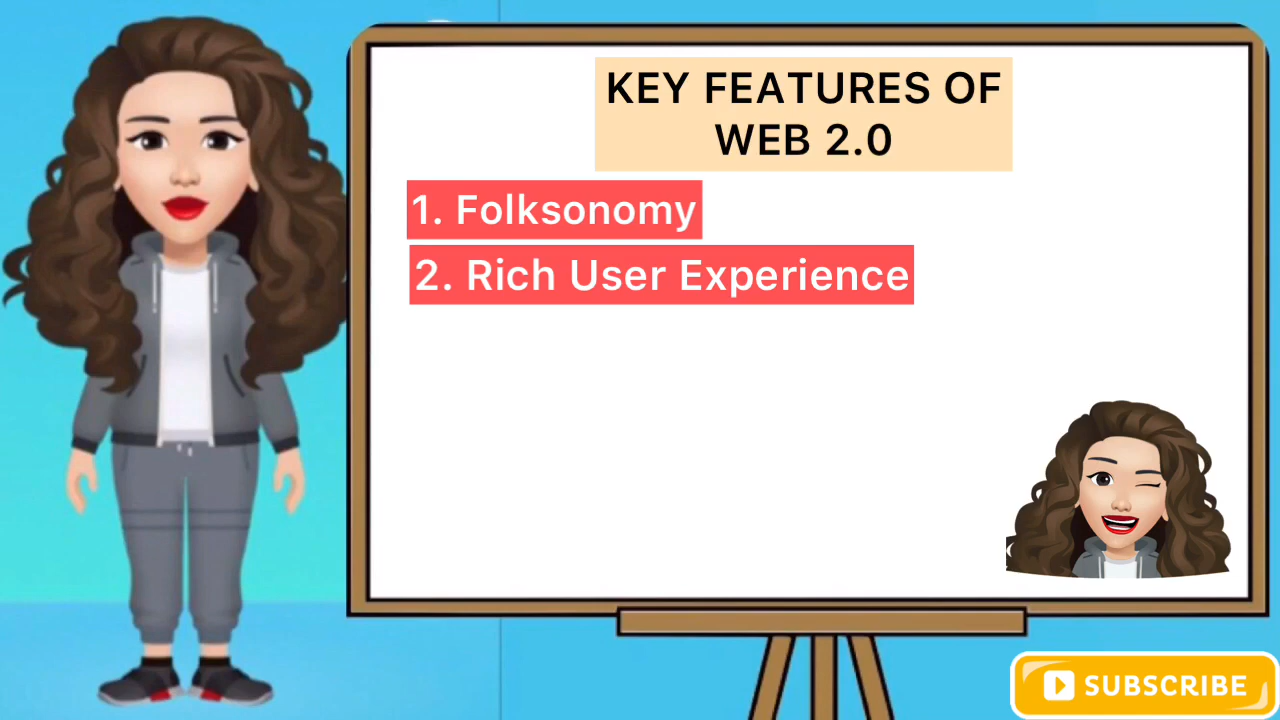 KEY FEATURES OF
WEB 2.0
1. Folksonomy
2. Rich User Experience
SUBSCRIBE